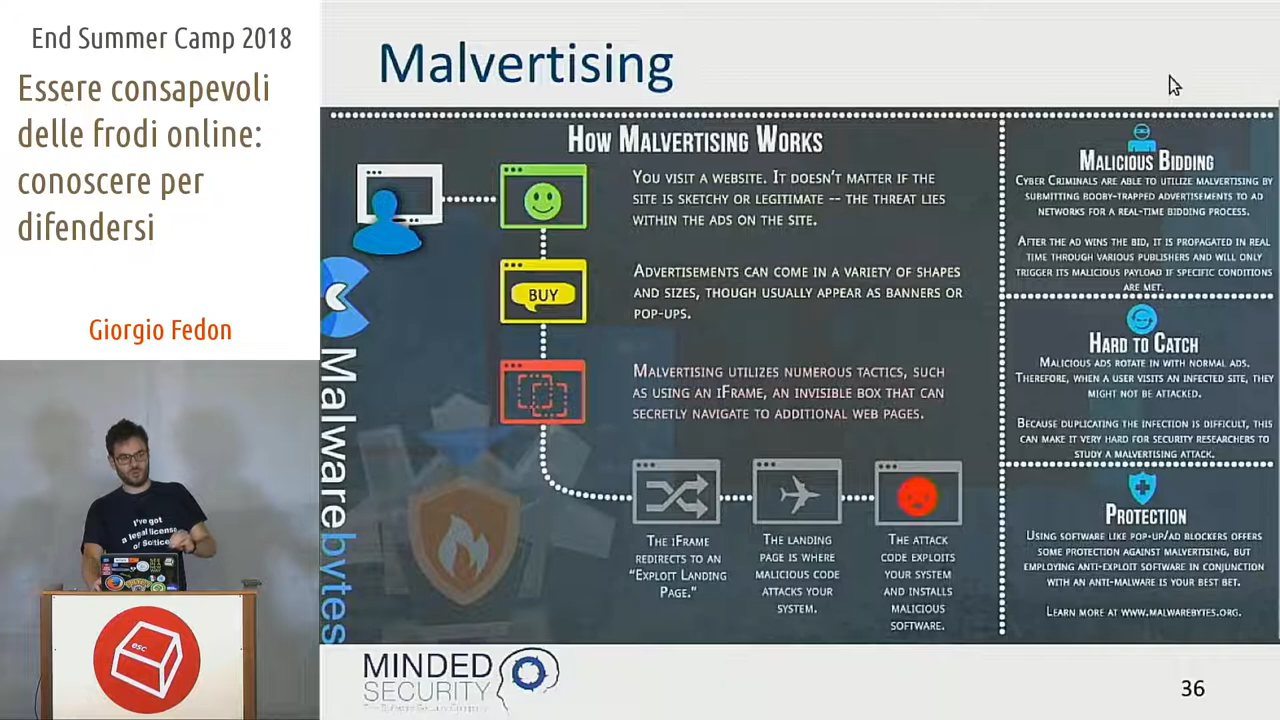 End Summer Camp 2018
Essere consapevoli
delle frodi online:
conoscere per
difendersi
Giorgio Fedon
I've got
a legal license
esc
Malvertising
How Malvertising Works
You visit a website. It doesn't matter if the
site is sketchy or legitimate -- the threat lies
within the ads on the site.
Advertisements can come in a variety of shapes
BUY
and sizes, though usually appear as banners or
pop-ups.
Malvertising utilizes numerous tactics, such
as using an iFrame, an invisible box that can
secretly navigate to additional web pages.
The iFrame
redirects to an
"Exploit Landing
Page."
The landing
page is where
malicious code
attacks your
system.
The attack
code exploits
your system
and installs
malicious
software.
Malwarebytes
Malicious Bidding
Cyber Criminals are able to utilize malvertising by
submitting booby-trapped advertisements to ad
networks for a real-time bidding process.
After the ad wins the bid, it is propagated in real
time through various publishers and will only
trigger its malicious payload if specific conditions
are met.
Hard to Catch
Malicious ads rotate in with normal ads.
Therefore, when a user visits an infected site, they
might not be attacked.
Because duplicating the infection is difficult, this
can make it very hard for security researchers to
study a malvertising attack.
Protection
Using software like pop-up/ad blockers offers
some protection against malvertising, but
employing anti-exploit software in conjunction
with an anti-malware is your best bet.
Learn more at www.malwarebytes.org.
MINDED
SECURITY
36